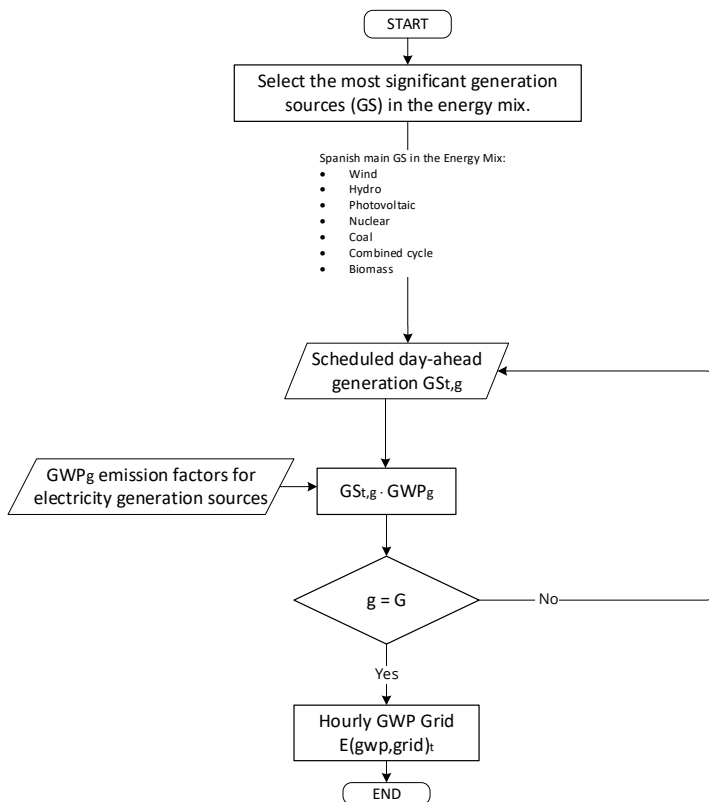 START
Select the most significant generation
sources (GS) in the energy mix.
Spanish main GS in the Energy Mix:
• Wind
• Hydro
• Photovoltaic
• Nuclear
• Coal
• Combined cycle
• Biomass
Scheduled day-ahead
generation GSt,g
GWPg emission factors for
electricity generation sources
GSt,g · GWPg
g = G
No
Yes
Hourly GWP Grid
E(gwp,grid)t
END